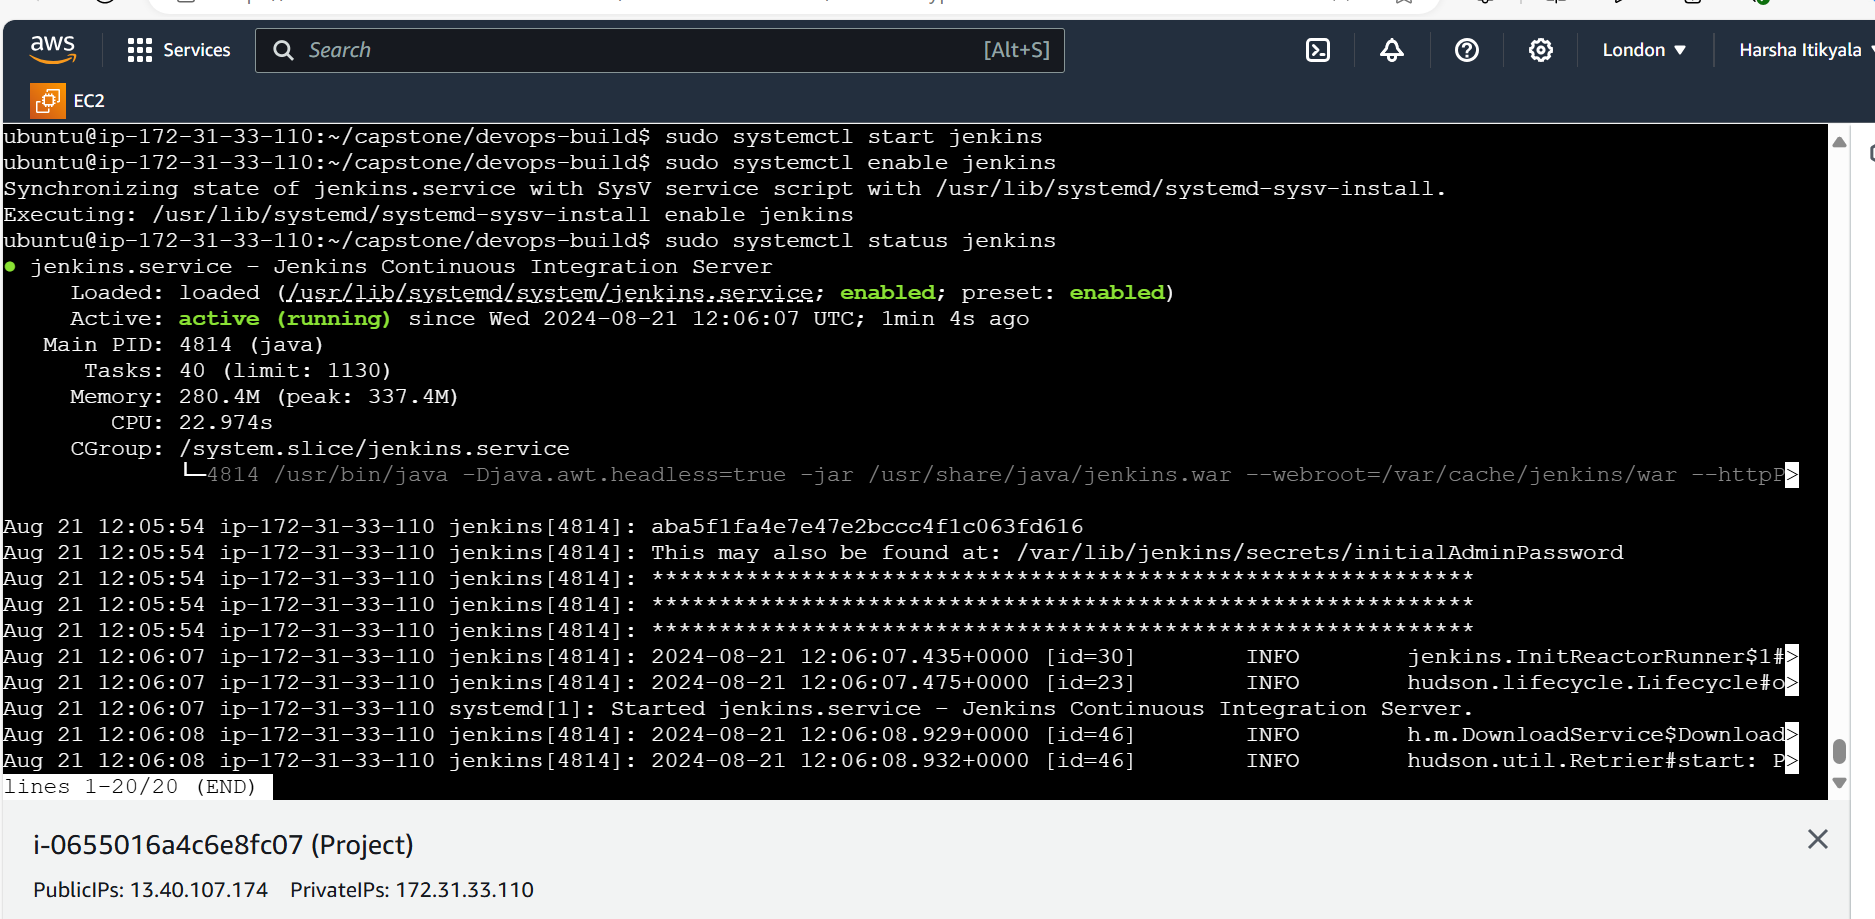 aws
Services
Search [Alt+S]
London
Harsha Itikyala
EC2
ubuntu@ip-172-31-33-110:~/capstone/devops-build$ sudo systemctl start jenkins
ubuntu@ip-172-31-33-110:~/capstone/devops-build$ sudo systemctl enable jenkins
Synchronizing state of jenkins.service with SysV service script with /usr/lib/systemd/systemd-sysv-install.
Executing: /usr/lib/systemd/systemd-sysv-install enable jenkins
ubuntu@ip-172-31-33-110:~/capstone/devops-build$ sudo systemctl status jenkins
● jenkins.service - Jenkins Continuous Integration Server
Loaded: loaded (/usr/lib/systemd/system/jenkins.service; enabled; preset: enabled)
Active: active (running) since Wed 2024-08-21 12:06:07 UTC; 1min 4s ago
Main PID: 4814 (java)
Tasks: 40 (limit: 1130)
Memory: 280.4M (peak: 337.4M)
CPU: 22.974s
CGroup: /system.slice/jenkins.service
└─4814 /usr/bin/java -Djava.awt.headless=true -jar /usr/share/java/jenkins.war --webroot=/var/cache/jenkins/war --httpP>
Aug 21 12:05:54 ip-172-31-33-110 jenkins[4814]: aba5f1fa4e7e47e2bccc4f1c063fd616
Aug 21 12:05:54 ip-172-31-33-110 jenkins[4814]: This may also be found at: /var/lib/jenkins/secrets/initialAdminPassword
Aug 21 12:05:54 ip-172-31-33-110 jenkins[4814]: *************************************************************
Aug 21 12:05:54 ip-172-31-33-110 jenkins[4814]: *************************************************************
Aug 21 12:05:54 ip-172-31-33-110 jenkins[4814]: *************************************************************
Aug 21 12:06:07 ip-172-31-33-110 jenkins[4814]: 2024-08-21 12:06:07.435+0000 [id=30] INFO jenkins.InitReactorRunner$1#>
Aug 21 12:06:07 ip-172-31-33-110 jenkins[4814]: 2024-08-21 12:06:07.475+0000 [id=23] INFO hudson.lifecycle.Lifecycle#o>
Aug 21 12:06:07 ip-172-31-33-110 systemd[1]: Started jenkins.service - Jenkins Continuous Integration Server.
Aug 21 12:06:08 ip-172-31-33-110 jenkins[4814]: 2024-08-21 12:06:08.929+0000 [id=46] INFO h.m.DownloadService$Download>
Aug 21 12:06:08 ip-172-31-33-110 jenkins[4814]: 2024-08-21 12:06:08.932+0000 [id=46] INFO hudson.util.Retrier#start: P>
lines 1-20/20 (END)
i-0655016a4c6e8fc07 (Project)
PublicIPs: 13.40.107.174 PrivateIPs: 172.31.33.110